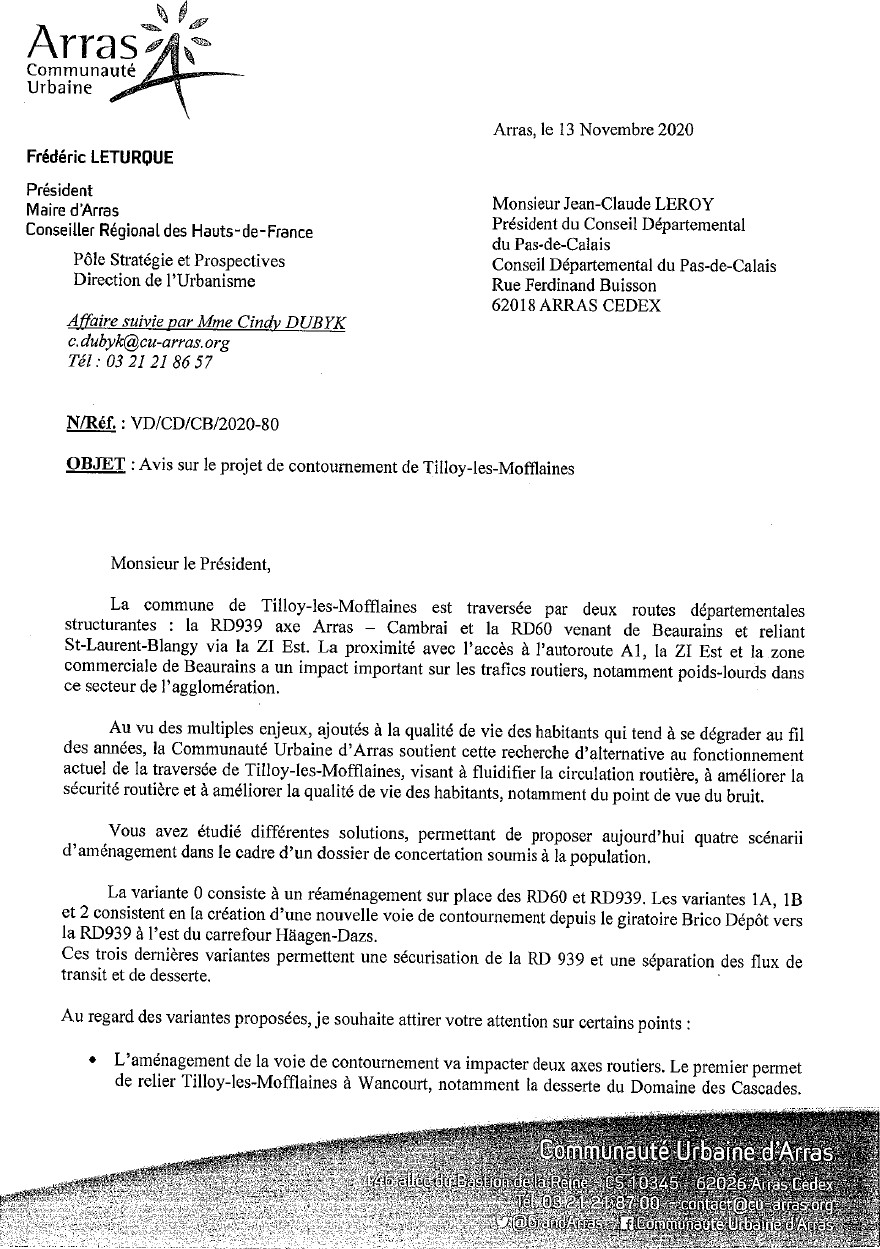 Arras
Communauté
Urbaine
Arras, le 13 Novembre 2020
Frédéric LETURQUE
Président
Maire d'Arras
Conseiller Régional des Hauts-de-France
Pôle Stratégie et Prospectives
Direction de l'Urbanisme
Affaire suivie par Mme Cindy DUBYK
c.dubyk@cu-arras.org
Tél : 03 21 21 86 57
Monsieur Jean-Claude LEROY
Président du Conseil Départemental
du Pas-de-Calais
Conseil Départemental du Pas-de-Calais
Rue Ferdinand Buisson
62018 ARRAS CEDEX
N/Réf. : VD/CD/CB/2020-80
OBJET : Avis sur le projet de contournement de Tilloy-les-Mofflaines
Monsieur le Président,
La commune de Tilloy-les-Mofflaines est traversée par deux routes départementales
structurantes : la RD939 axe Arras – Cambrai et la RD60 venant de Beaurains et reliant
St-Laurent-Blangy via la ZI Est. La proximité avec l'accès à l'autoroute A1, la ZI Est et la zone
commerciale de Beaurains a un impact important sur les trafics routiers, notamment poids-lourds dans
ce secteur de l'agglomération.
Au vu des multiples enjeux, ajoutés à la qualité de vie des habitants qui tend à se dégrader au fil
des années, la Communauté Urbaine d'Arras soutient cette recherche d'alternative au fonctionnement
actuel de la traversée de Tilloy-les-Mofflaines, visant à fluidifier la circulation routière, à améliorer la
sécurité routière et à améliorer la qualité de vie des habitants, notamment du point de vue du bruit.
Vous avez étudié différentes solutions, permettant de proposer aujourd'hui quatre scénarii
d'aménagement dans le cadre d'un dossier de concertation soumis à la population.
La variante 0 consiste à un réaménagement sur place des RD60 et RD939. Les variantes 1A, 1B
et 2 consistent en la création d'une nouvelle voie de contournement depuis le giratoire Brico Dépôt vers
la RD939 à l'est du carrefour Häagen-Dazs.
Ces trois dernières variantes permettent une sécurisation de la RD 939 et une séparation des flux de
transit et de desserte.
Au regard des variantes proposées, je souhaite attirer votre attention sur certains points :
• L'aménagement de la voie de contournement va impacter deux axes routiers. Le premier permet
de relier Tilloy-les-Mofflaines à Wancourt, notamment la desserte du Domaine des Cascades.
Communauté Urbaine d'Arras
146 allée du Bastion de la Reine - CS 10345 - 62026 Arras Cedex
Tél. 03 21 21 87 00 - contact@cu-arras.org
@GrandArras - Communauté Urbaine d'Arras